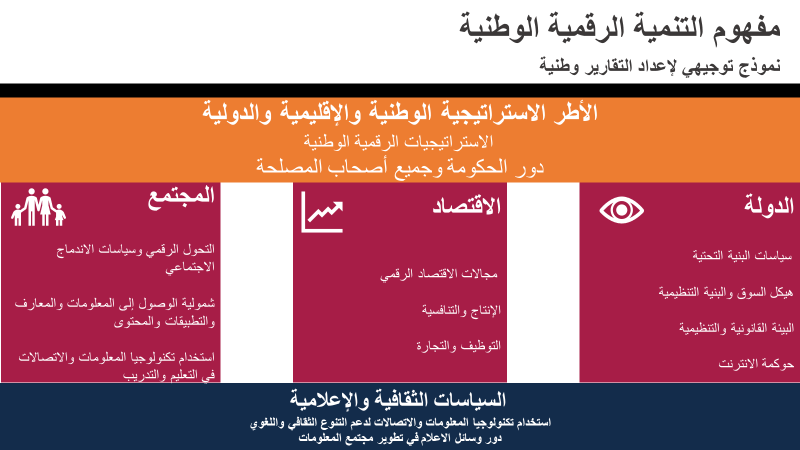 مفهوم التنمية الرقمية الوطنية
نموذج توجيهي لإعداد التقارير وطنية
الأطر الاستراتيجية الوطنية والإقليمية والدولية
الاستراتيجيات الرقمية الوطنية
دور الحكومة وجميع أصحاب المصلحة
الدولة
سياسات البنية التحتية
هيكل السوق والبنية التنظيمية
البيئة القانونية والتنظيمية
حوكمة الانترنت
الاقتصاد
مجالات الاقتصاد الرقمي
الإنتاج والتنافسية
التوظيف والتجارة
المجتمع
التحول الرقمي وسياسات الاندماج
الاجتماعي
شمولية الوصول إلى المعلومات والمعارف
والتطبيقات والمحتوى
استخدام تكنولوجيا المعلومات والاتصالات
في التعليم والتدريب
السياسات الثقافية والإعلامية
استخدام تكنولوجيا المعلومات والاتصالات لدعم التنوع الثقافي واللغوي
دور وسائل الاعلام في تطوير مجتمع المعلومات